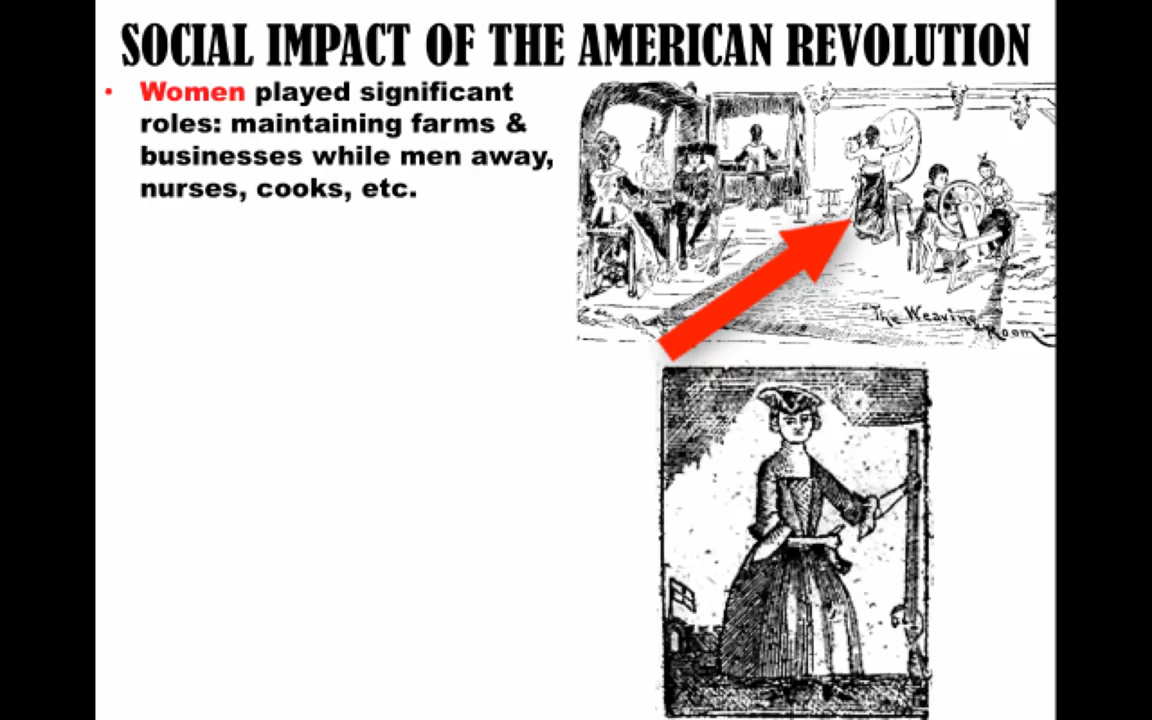 SOCIAL IMPACT OF THE AMERICAN REVOLUTION
• Women played significant
roles: maintaining farms &
businesses while men away,
nurses, cooks, etc.
"The Weaving
Room"